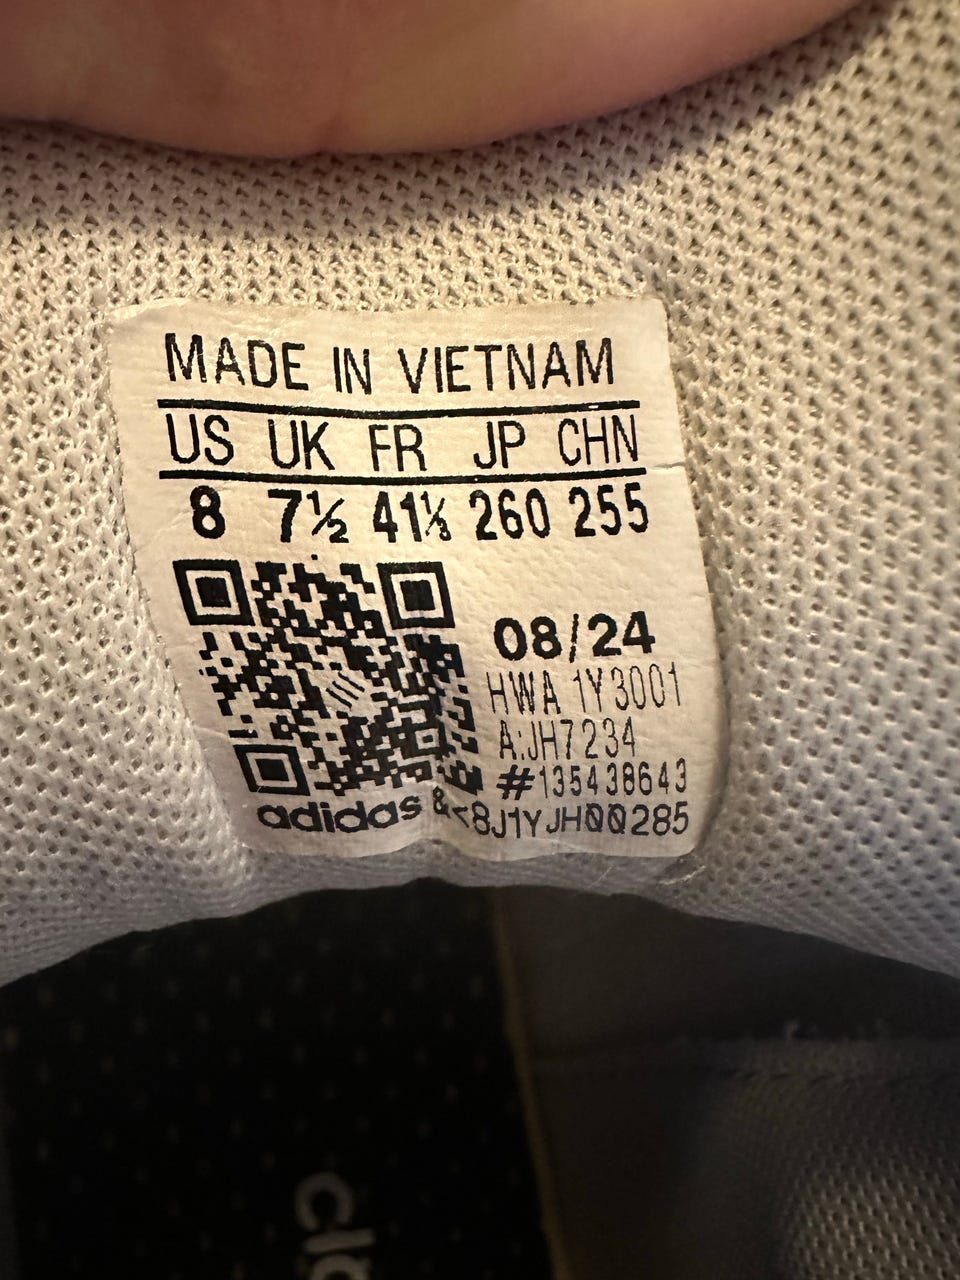 MADE IN VIETNAM
US UK FR JP CHN
8 7½ 41⅓ 260 255
08/24
HWA 1Y3001
A:JH7234
#135438643
adidas &<8J1YJH00285